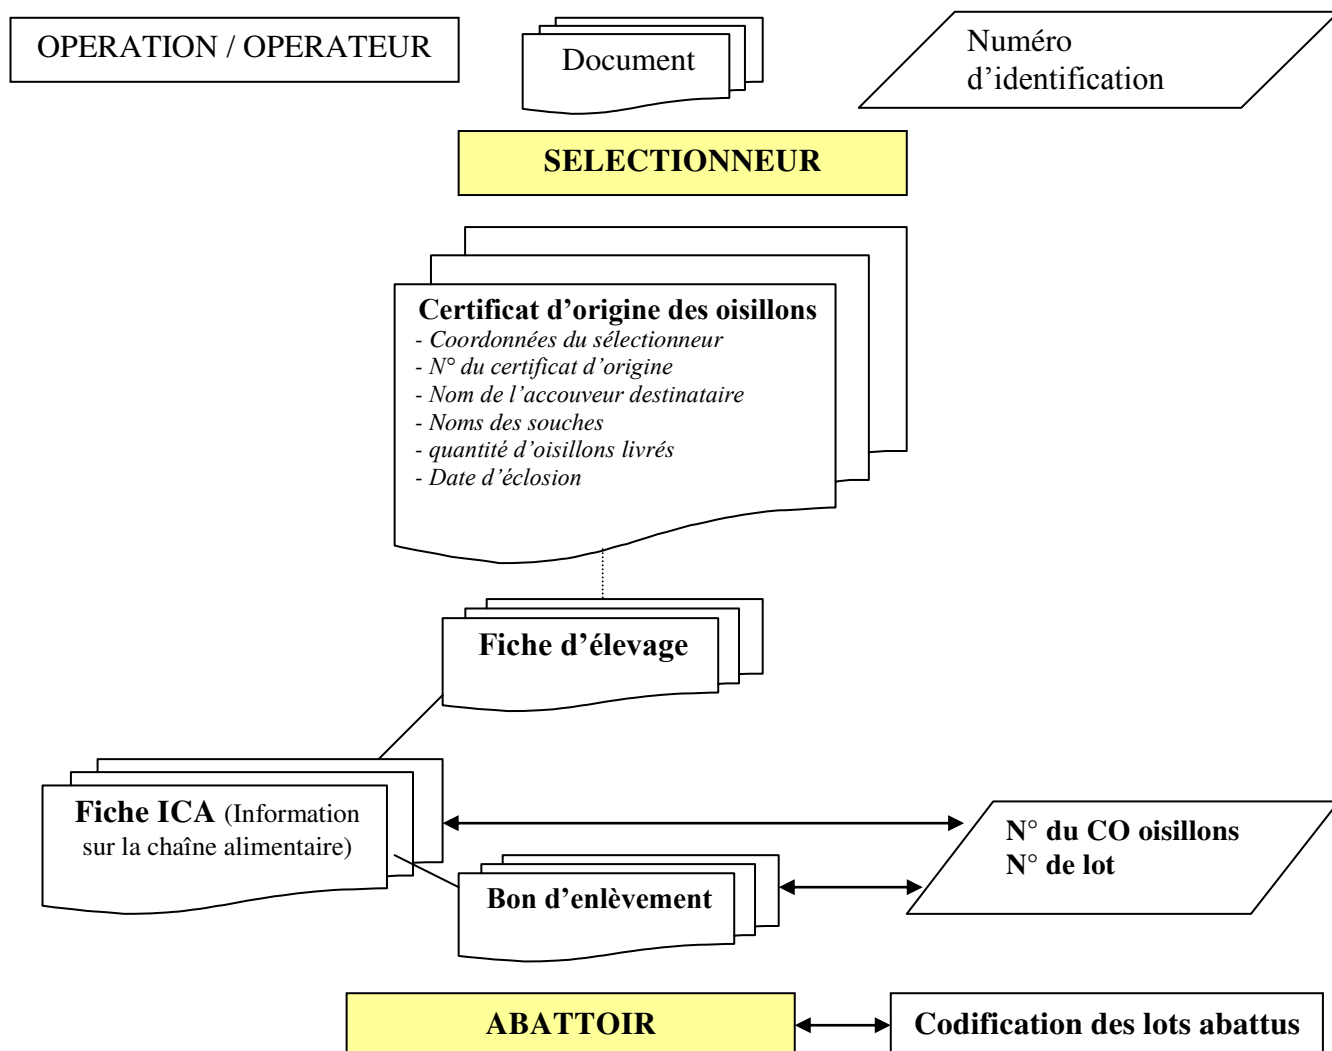 OPERATION / OPERATEUR
Document
Numéro
d’identification
SELECTIONNEUR
Certificat d’origine des oisillons
- Coordonnées du sélectionneur
- N° du certificat d’origine
- Nom de l’accouveur destinataire
- Noms des souches
- quantité d’oisillons livrés
- Date d’éclosion
Fiche d’élevage
Fiche ICA (Information
sur la chaîne alimentaire)
N° du CO oisillons
N° de lot
Bon d’enlèvement
ABATTOIR
Codification des lots abattus